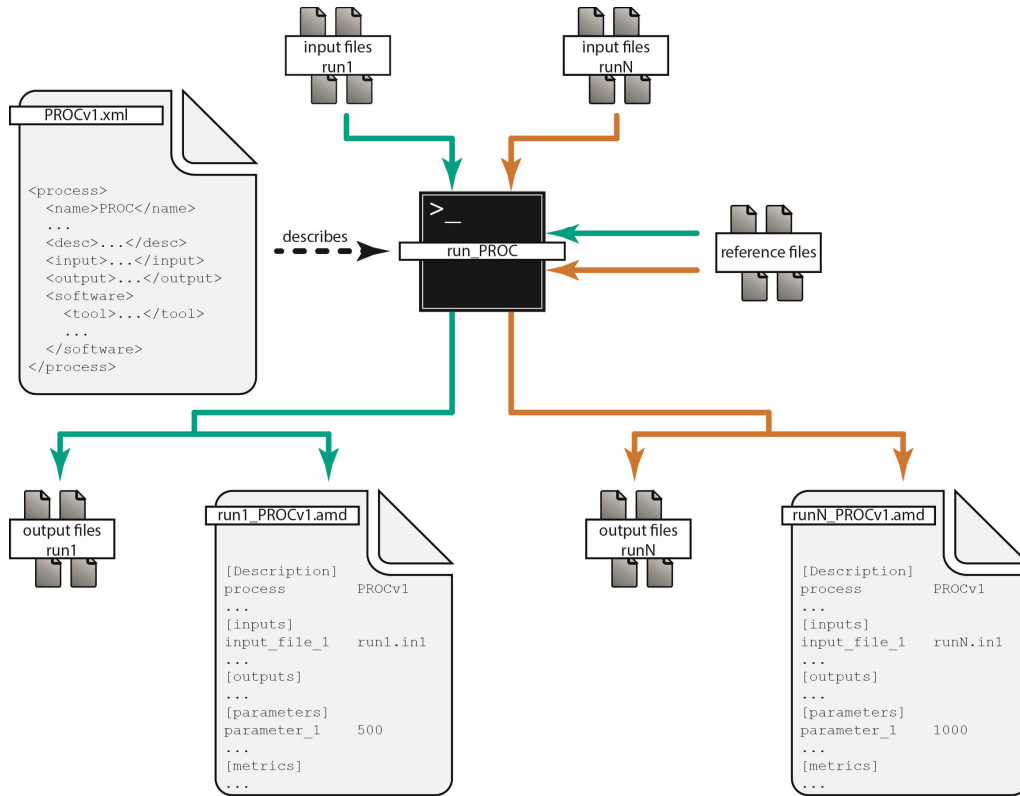 input files
run1
input files
runN
PROCv1.xml
<process>
<name>PROC</name>
...
<desc>...</desc>
<input>...</input>
<output>...</output>
<software>
<tool>...</tool>
...
</software>
</process>
describes
>_
run_PROC
reference files
output files
run1
run1_PROCv1.amd
[Description]
process PROCv1
...
[inputs]
input_file_1 run1.in1
...
[outputs]
...
[parameters]
parameter_1 500
...
[metrics]
...
output files
runN
runN_PROCv1.amd
[Description]
process PROCv1
...
[inputs]
input_file_1 runN.in1
...
[outputs]
...
[parameters]
parameter_1 1000
...
[metrics]
...